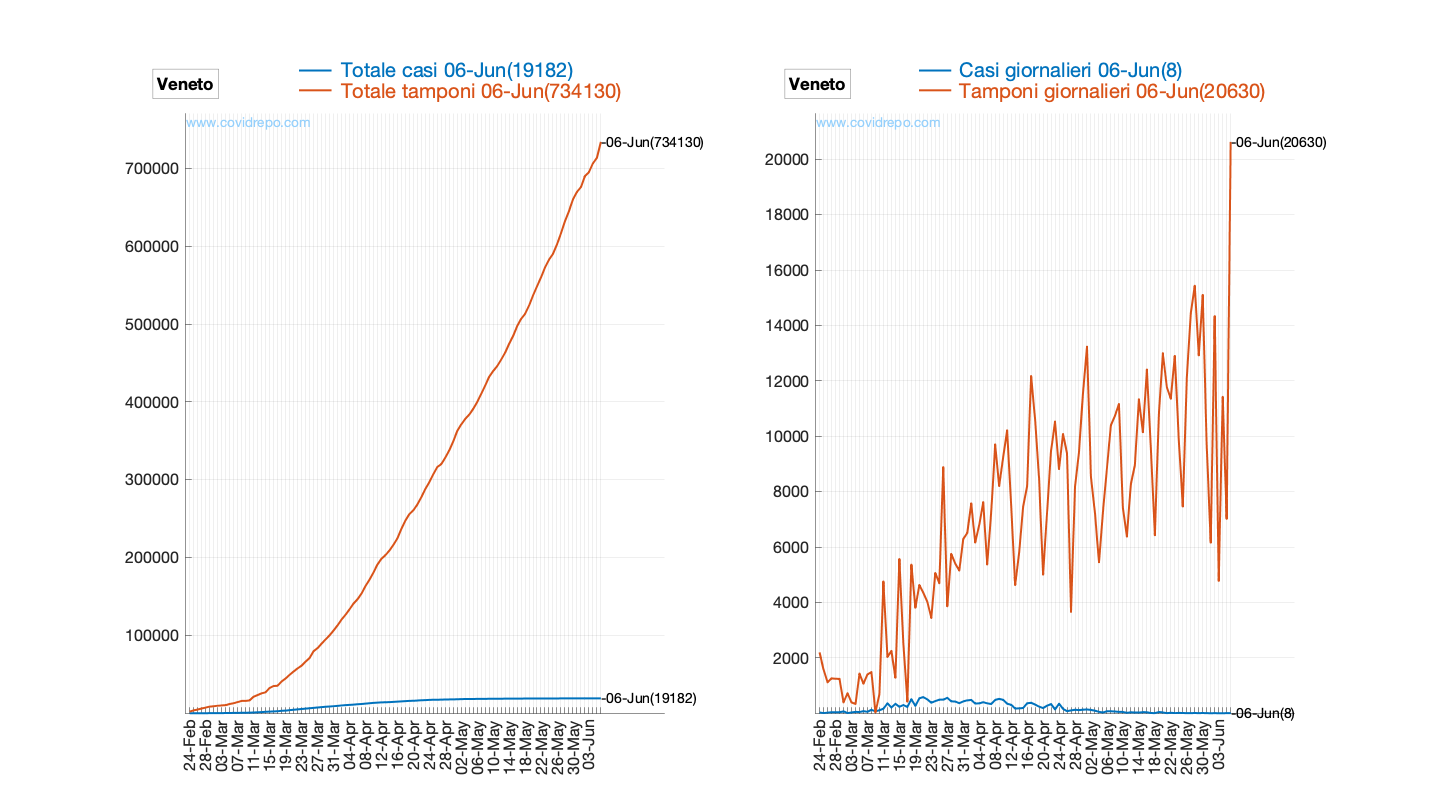 Veneto
Totale casi 06-Jun(19182)
Totale tamponi 06-Jun(734130)
www.covidrepo.com
06-Jun(734130)
700000
600000
500000
400000
300000
200000
100000
06-Jun(19182)
24-Feb
28-Feb
03-Mar
07-Mar
11-Mar
15-Mar
19-Mar
23-Mar
27-Mar
31-Mar
04-Apr
08-Apr
12-Apr
16-Apr
20-Apr
24-Apr
28-Apr
02-May
06-May
10-May
14-May
18-May
22-May
26-May
30-May
03-Jun
Veneto
Casi giornalieri 06-Jun(8)
Tamponi giornalieri 06-Jun(20630)
www.covidrepo.com
06-Jun(20630)
20000
18000
16000
14000
12000
10000
8000
6000
4000
2000
06-Jun(8)
24-Feb
28-Feb
03-Mar
07-Mar
11-Mar
15-Mar
19-Mar
23-Mar
27-Mar
31-Mar
04-Apr
08-Apr
12-Apr
16-Apr
20-Apr
24-Apr
28-Apr
02-May
06-May
10-May
14-May
18-May
22-May
26-May
30-May
03-Jun